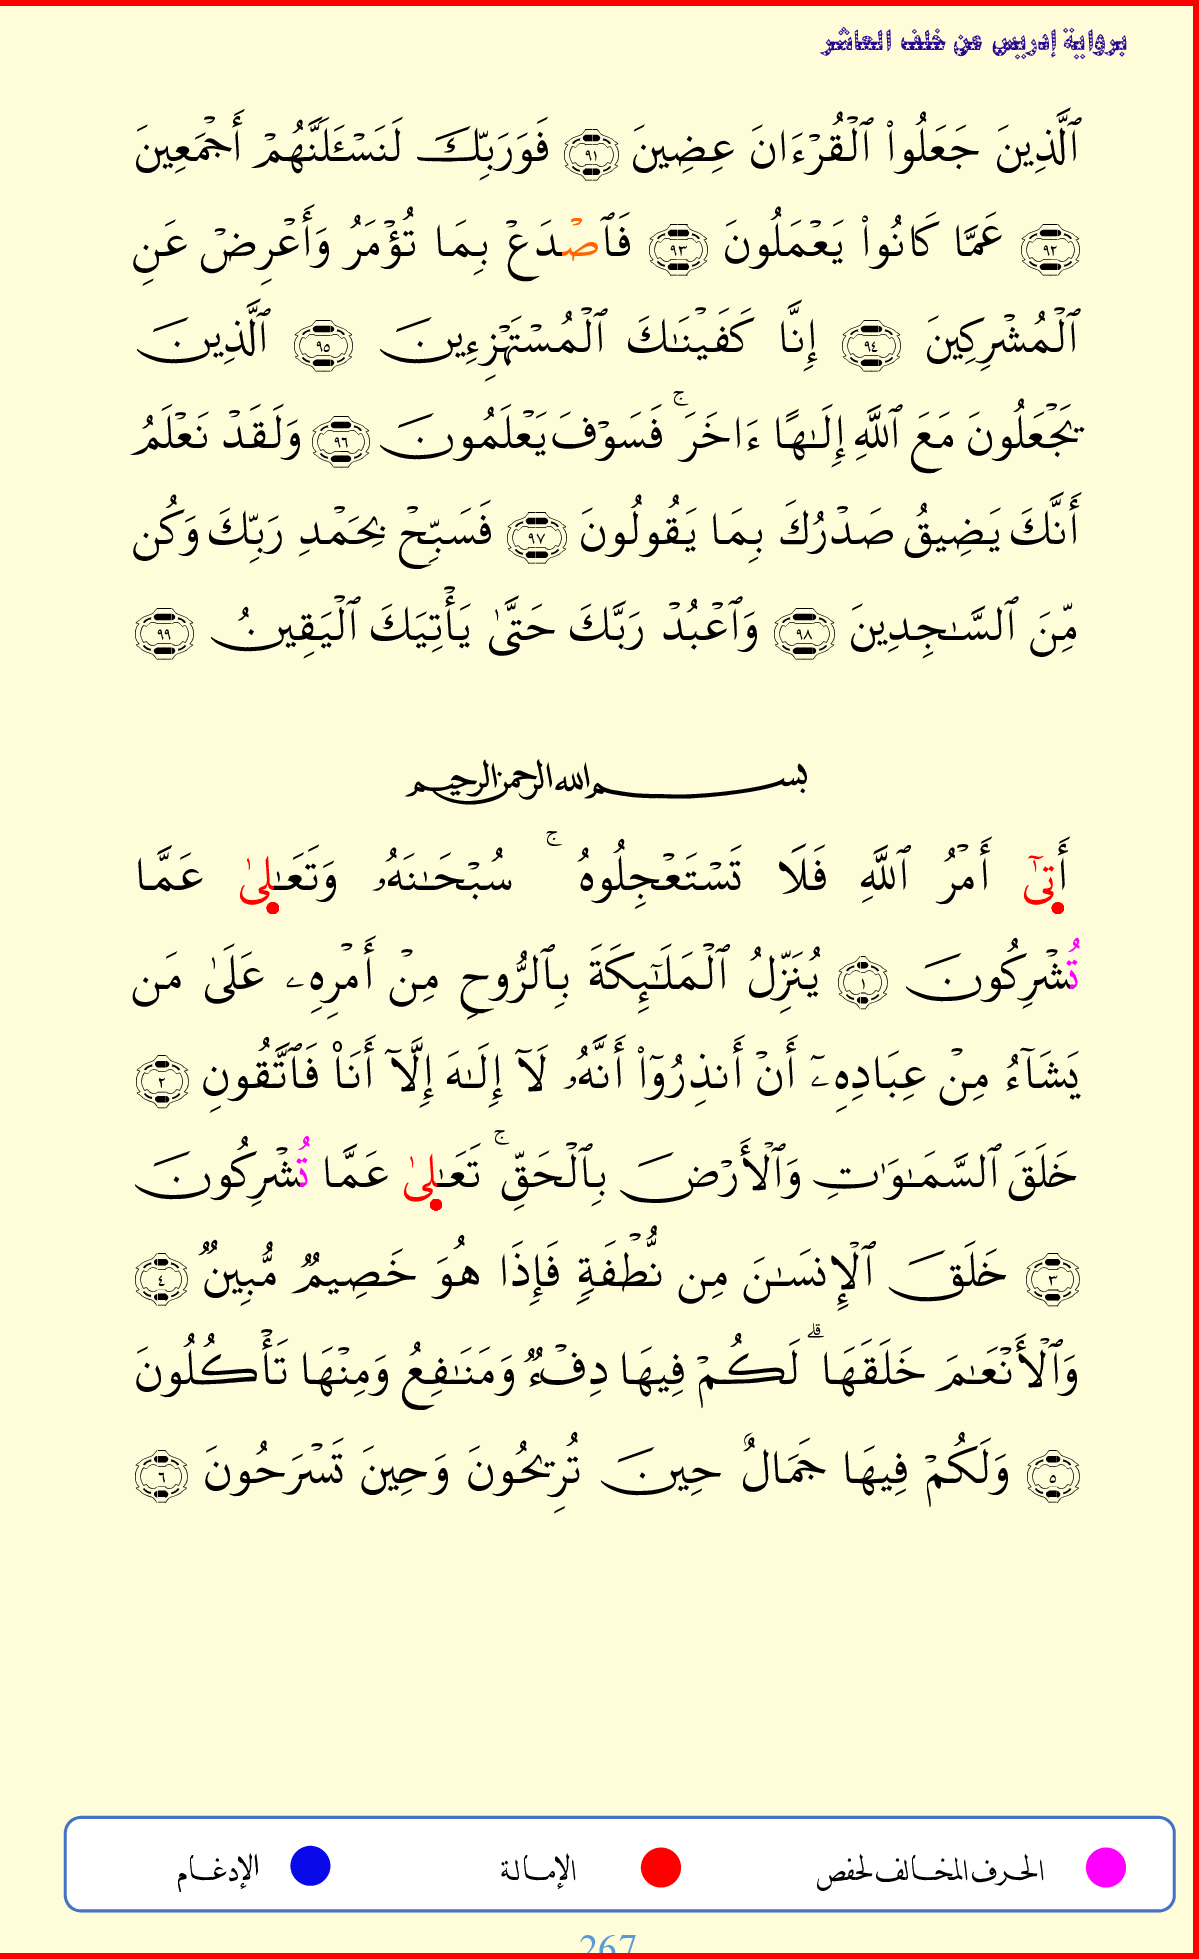 برواية إدريس عن خلف العاشر
ٱلَّذِينَ جَعَلُوا۟ ٱلْقُرْءَانَ عِضِينَ ٩١ فَوَرَبِّكَ لَنَسْـَٔلَنَّهُمْ أَجْمَعِينَ
٩٢ عَمَّا كَانُوا۟ يَعْمَلُونَ ٩٣ فَٱصْدَعْ بِمَا تُؤْمَرُ وَأَعْرِضْ عَنِ
ٱلْمُشْرِكِينَ ٩٤ إِنَّا كَفَيْنَـٰكَ ٱلْمُسْتَهْزِءِينَ ٩٥ ٱلَّذِينَ
يَجْعَلُونَ مَعَ ٱللَّهِ إِلَـٰهًا ءَاخَرَ ۚ فَسَوْفَ يَعْلَمُونَ ٩٦ وَلَقَدْ نَعْلَمُ
أَنَّكَ يَضِيقُ صَدْرُكَ بِمَا يَقُولُونَ ٩٧ فَسَبِّحْ بِحَمْدِ رَبِّكَ وَكُن
مِّنَ ٱلسَّـٰجِدِينَ ٩٨ وَٱعْبُدْ رَبَّكَ حَتَّىٰ يَأْتِيَكَ ٱلْيَقِينُ ٩٩
بسم الله الرحمن الرحيم
أَتىٰٓ أَمْرُ ٱللَّهِ فَلَا تَسْتَعْجِلُوهُ ۚ سُبْحَـٰنَهُۥ وَتَعَـٰلىٰ عَمَّا
تُشْرِكُونَ ١ يُنَزِّلُ ٱلْمَلَـٰٓئِكَةَ بِٱلرُّوحِ مِنْ أَمْرِهِۦ عَلَىٰ مَن
يَشَآءُ مِنْ عِبَادِهِۦٓ أَنْ أَنذِرُوٓا۟ أَنَّهُۥ لَآ إِلَـٰهَ إِلَّآ أَنَا۠ فَٱتَّقُونِ ٢
خَلَقَ ٱلسَّمَـٰوَٰتِ وَٱلْأَرْضَ بِٱلْحَقِّ ۚ تَعَـٰلىٰ عَمَّا تُشْرِكُونَ
٣ خَلَقَ ٱلْإِنسَـٰنَ مِن نُّطْفَةٍ فَإِذَا هُوَ خَصِيمٌ مُّبِينٌ ٤
وَٱلْأَنْعَـٰمَ خَلَقَهَا ۗ لَكُمْ فِيهَا دِفْءٌ وَمَنَـٰفِعُ وَمِنْهَا تَأْكُلُونَ
٥ وَلَكُمْ فِيهَا جَمَالٌ حِينَ تُرِيحُونَ وَحِينَ تَسْرَحُونَ ٦
الحرف المخالف لحفص الإمالة الإدغام
267